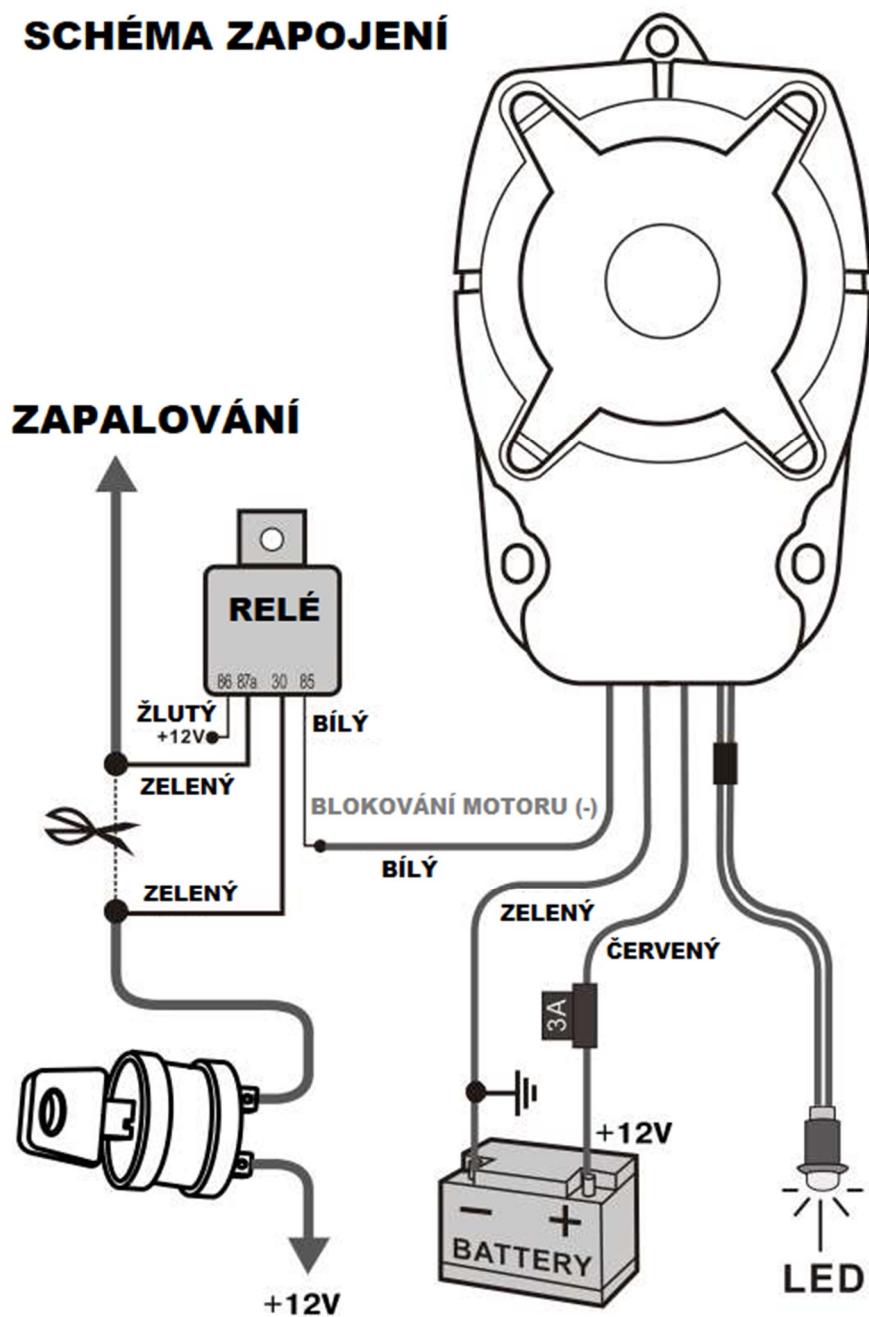 SCHÉMA ZAPOJENÍ
ZAPALOVÁNÍ
RELÉ
86 87a 30 85
ŽLUTÝ
+12V
BÍLÝ
ZELENÝ
BLOKOVÁNÍ MOTORU (-)
BÍLÝ
ZELENÝ
ZELENÝ
ČERVENÝ
3A
+12V
BATTERY
LED
+12V